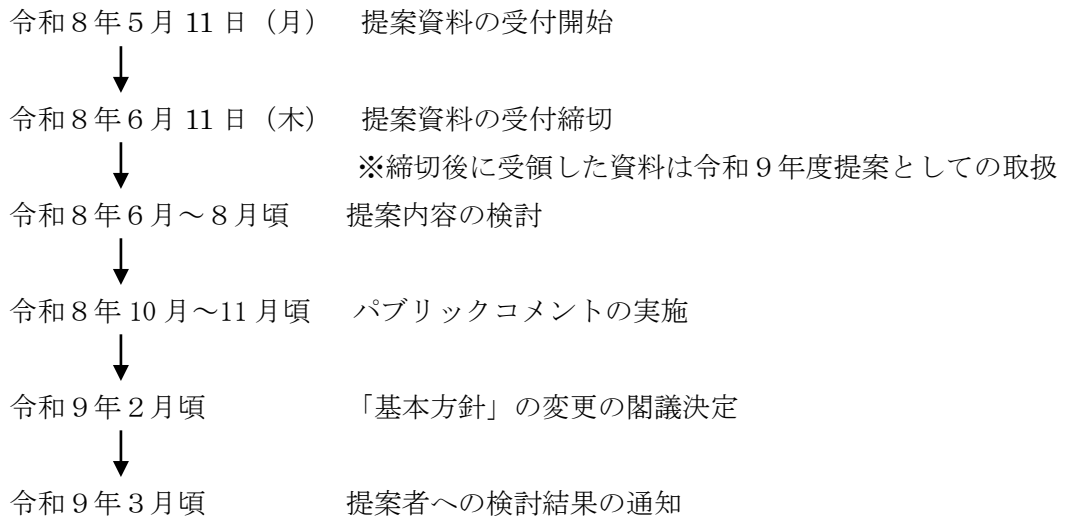 令和８年５月 11 日（月）　提案資料の受付開始
令和８年６月 11 日（木）　提案資料の受付締切
※締切後に受領した資料は令和９年度提案としての取扱
令和８年６月～８月頃　提案内容の検討
令和８年 10 月～11 月頃　パブリックコメントの実施
令和９年２月頃　「基本方針」の変更の閣議決定
令和９年３月頃　提案者への検討結果の通知